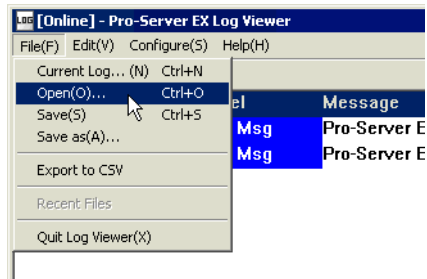 LOG [Online] - Pro-Server EX Log Viewer
File(F) Edit(V) Configure(S) Help(H)
Current Log... (N) Ctrl+N
Open(O)... Ctrl+O
el Message
Save(S) Ctrl+S
Msg Pro-Server E
Save as(A)...
Msg Pro-Server E
Export to CSV
Recent Files
Quit Log Viewer(X)